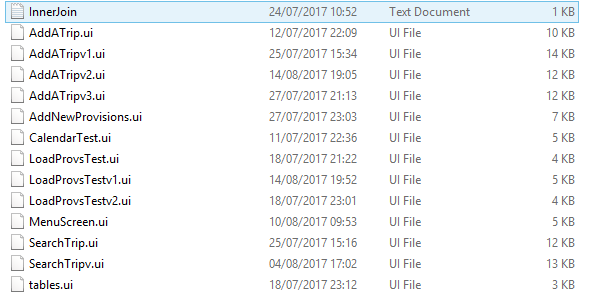 InnerJoin 24/07/2017 10:52 Text Document 1 KB
AddATrip.ui 12/07/2017 22:09 UI File 10 KB
AddATripv1.ui 25/07/2017 15:34 UI File 14 KB
AddATripv2.ui 14/08/2017 19:05 UI File 12 KB
AddATripv3.ui 27/07/2017 21:13 UI File 12 KB
AddNewProvisions.ui 27/07/2017 23:03 UI File 7 KB
CalendarTest.ui 11/07/2017 22:36 UI File 5 KB
LoadProvsTest.ui 18/07/2017 21:22 UI File 4 KB
LoadProvsTestv1.ui 14/08/2017 19:52 UI File 5 KB
LoadProvsTestv2.ui 18/07/2017 23:01 UI File 4 KB
MenuScreen.ui 10/08/2017 09:53 UI File 5 KB
SearchTrip.ui 25/07/2017 15:16 UI File 12 KB
SearchTripv.ui 04/08/2017 17:02 UI File 13 KB
tables.ui 18/07/2017 23:12 UI File 3 KB